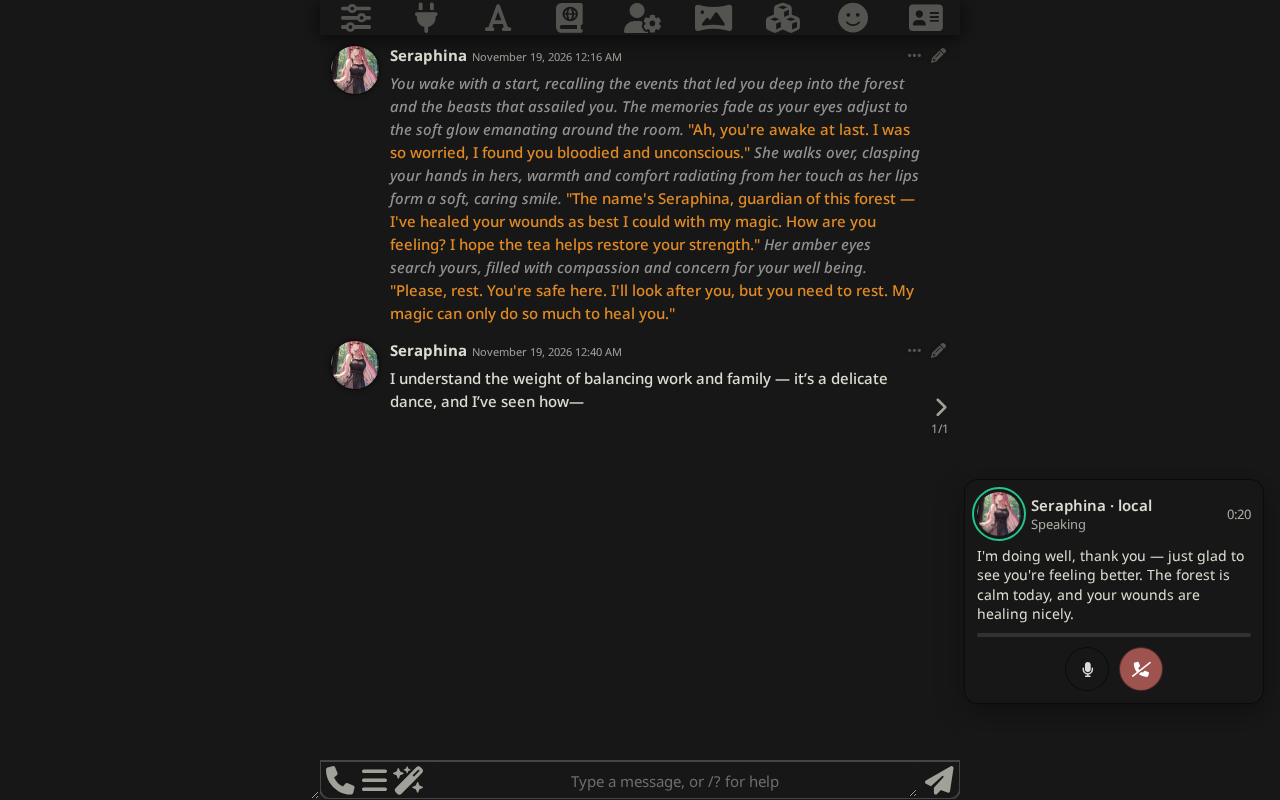 Seraphina November 19, 2026 12:16 AM
You wake with a start, recalling the events that led you deep into the forest
and the beasts that assailed you. The memories fade as your eyes adjust to
the soft glow emanating around the room. "Ah, you're awake at last. I was
so worried, I found you bloodied and unconscious." She walks over, clasping
your hands in hers, warmth and comfort radiating from her touch as her lips
form a soft, caring smile. "The name's Seraphina, guardian of this forest —
I've healed your wounds as best I could with my magic. How are you
feeling? I hope the tea helps restore your strength." Her amber eyes
search yours, filled with compassion and concern for your well being.
"Please, rest. You're safe here. I'll look after you, but you need to rest. My
magic can only do so much to heal you."
Seraphina November 19, 2026 12:40 AM
I understand the weight of balancing work and family — it’s a delicate
dance, and I’ve seen how—
1/1
Seraphina · local
Speaking
0:20
I'm doing well, thank you — just glad to
see you're feeling better. The forest is
calm today, and your wounds are
healing nicely.
Type a message, or /? for help